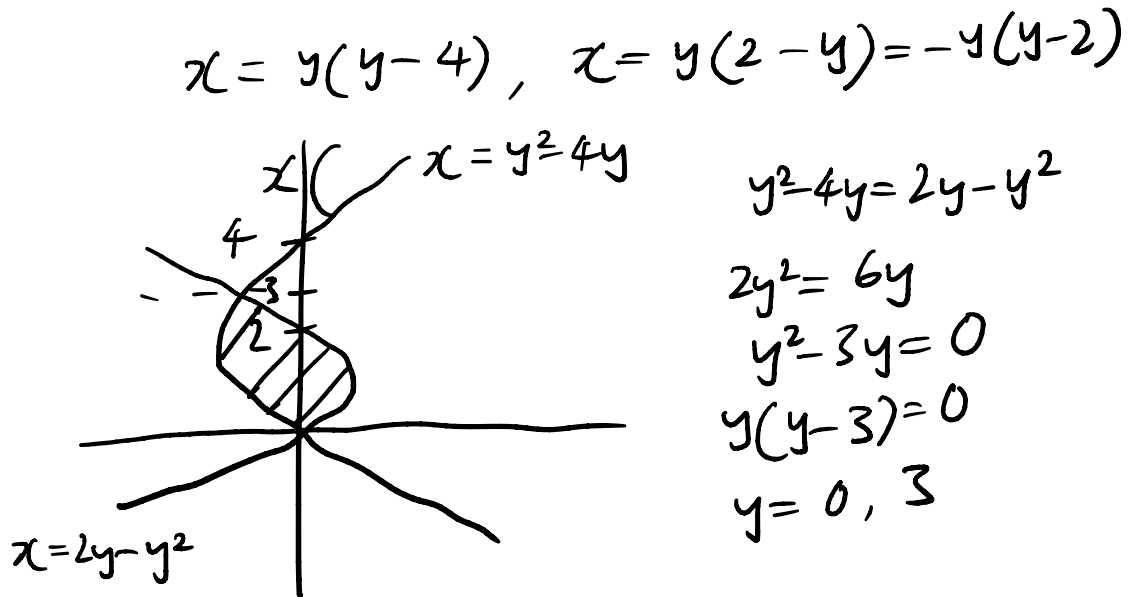 x = y(y-4), x = y(2-y) = -y(y-2)
x
x = y²-4y
4
3
2
x = 2y-y²
y²-4y = 2y-y²
2y² = 6y
y²-3y = 0
y(y-3) = 0
y = 0, 3